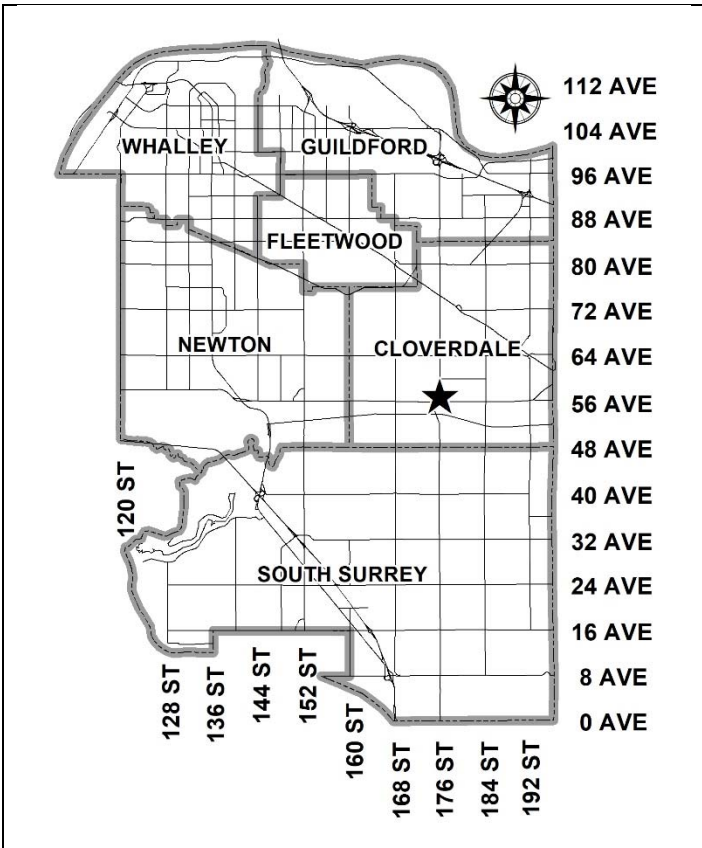 112 AVE
104 AVE
WHALLEY
GUILDFORD
96 AVE
88 AVE
FLEETWOOD
80 AVE
72 AVE
NEWTON
CLOVERDALE
64 AVE
56 AVE
48 AVE
120 ST
40 AVE
32 AVE
SOUTH SURREY
24 AVE
16 AVE
128 ST
136 ST
144 ST
152 ST
160 ST
8 AVE
0 AVE
168 ST
176 ST
184 ST
192 ST